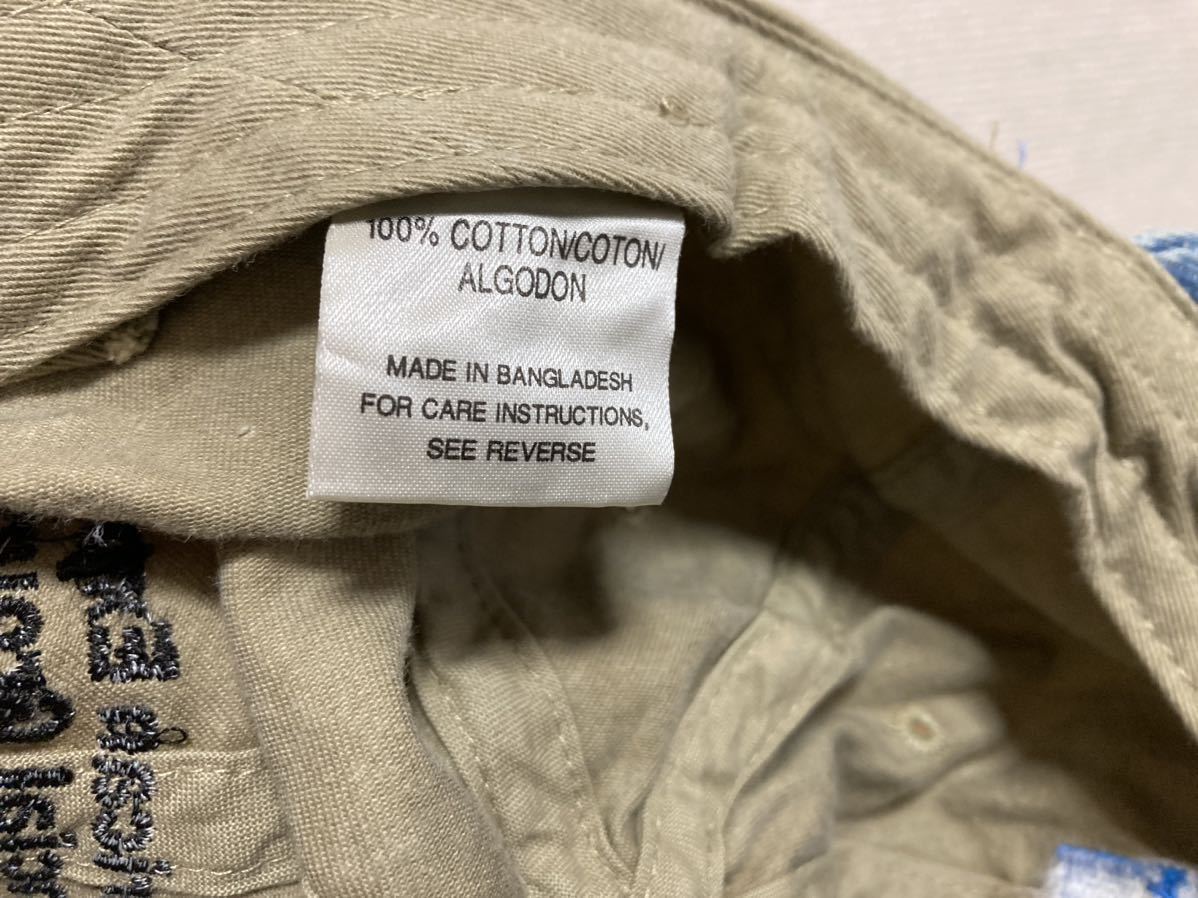 100% COTTON/COTON/
ALGODON
MADE IN BANGLADESH
FOR CARE INSTRUCTIONS,
SEE REVERSE